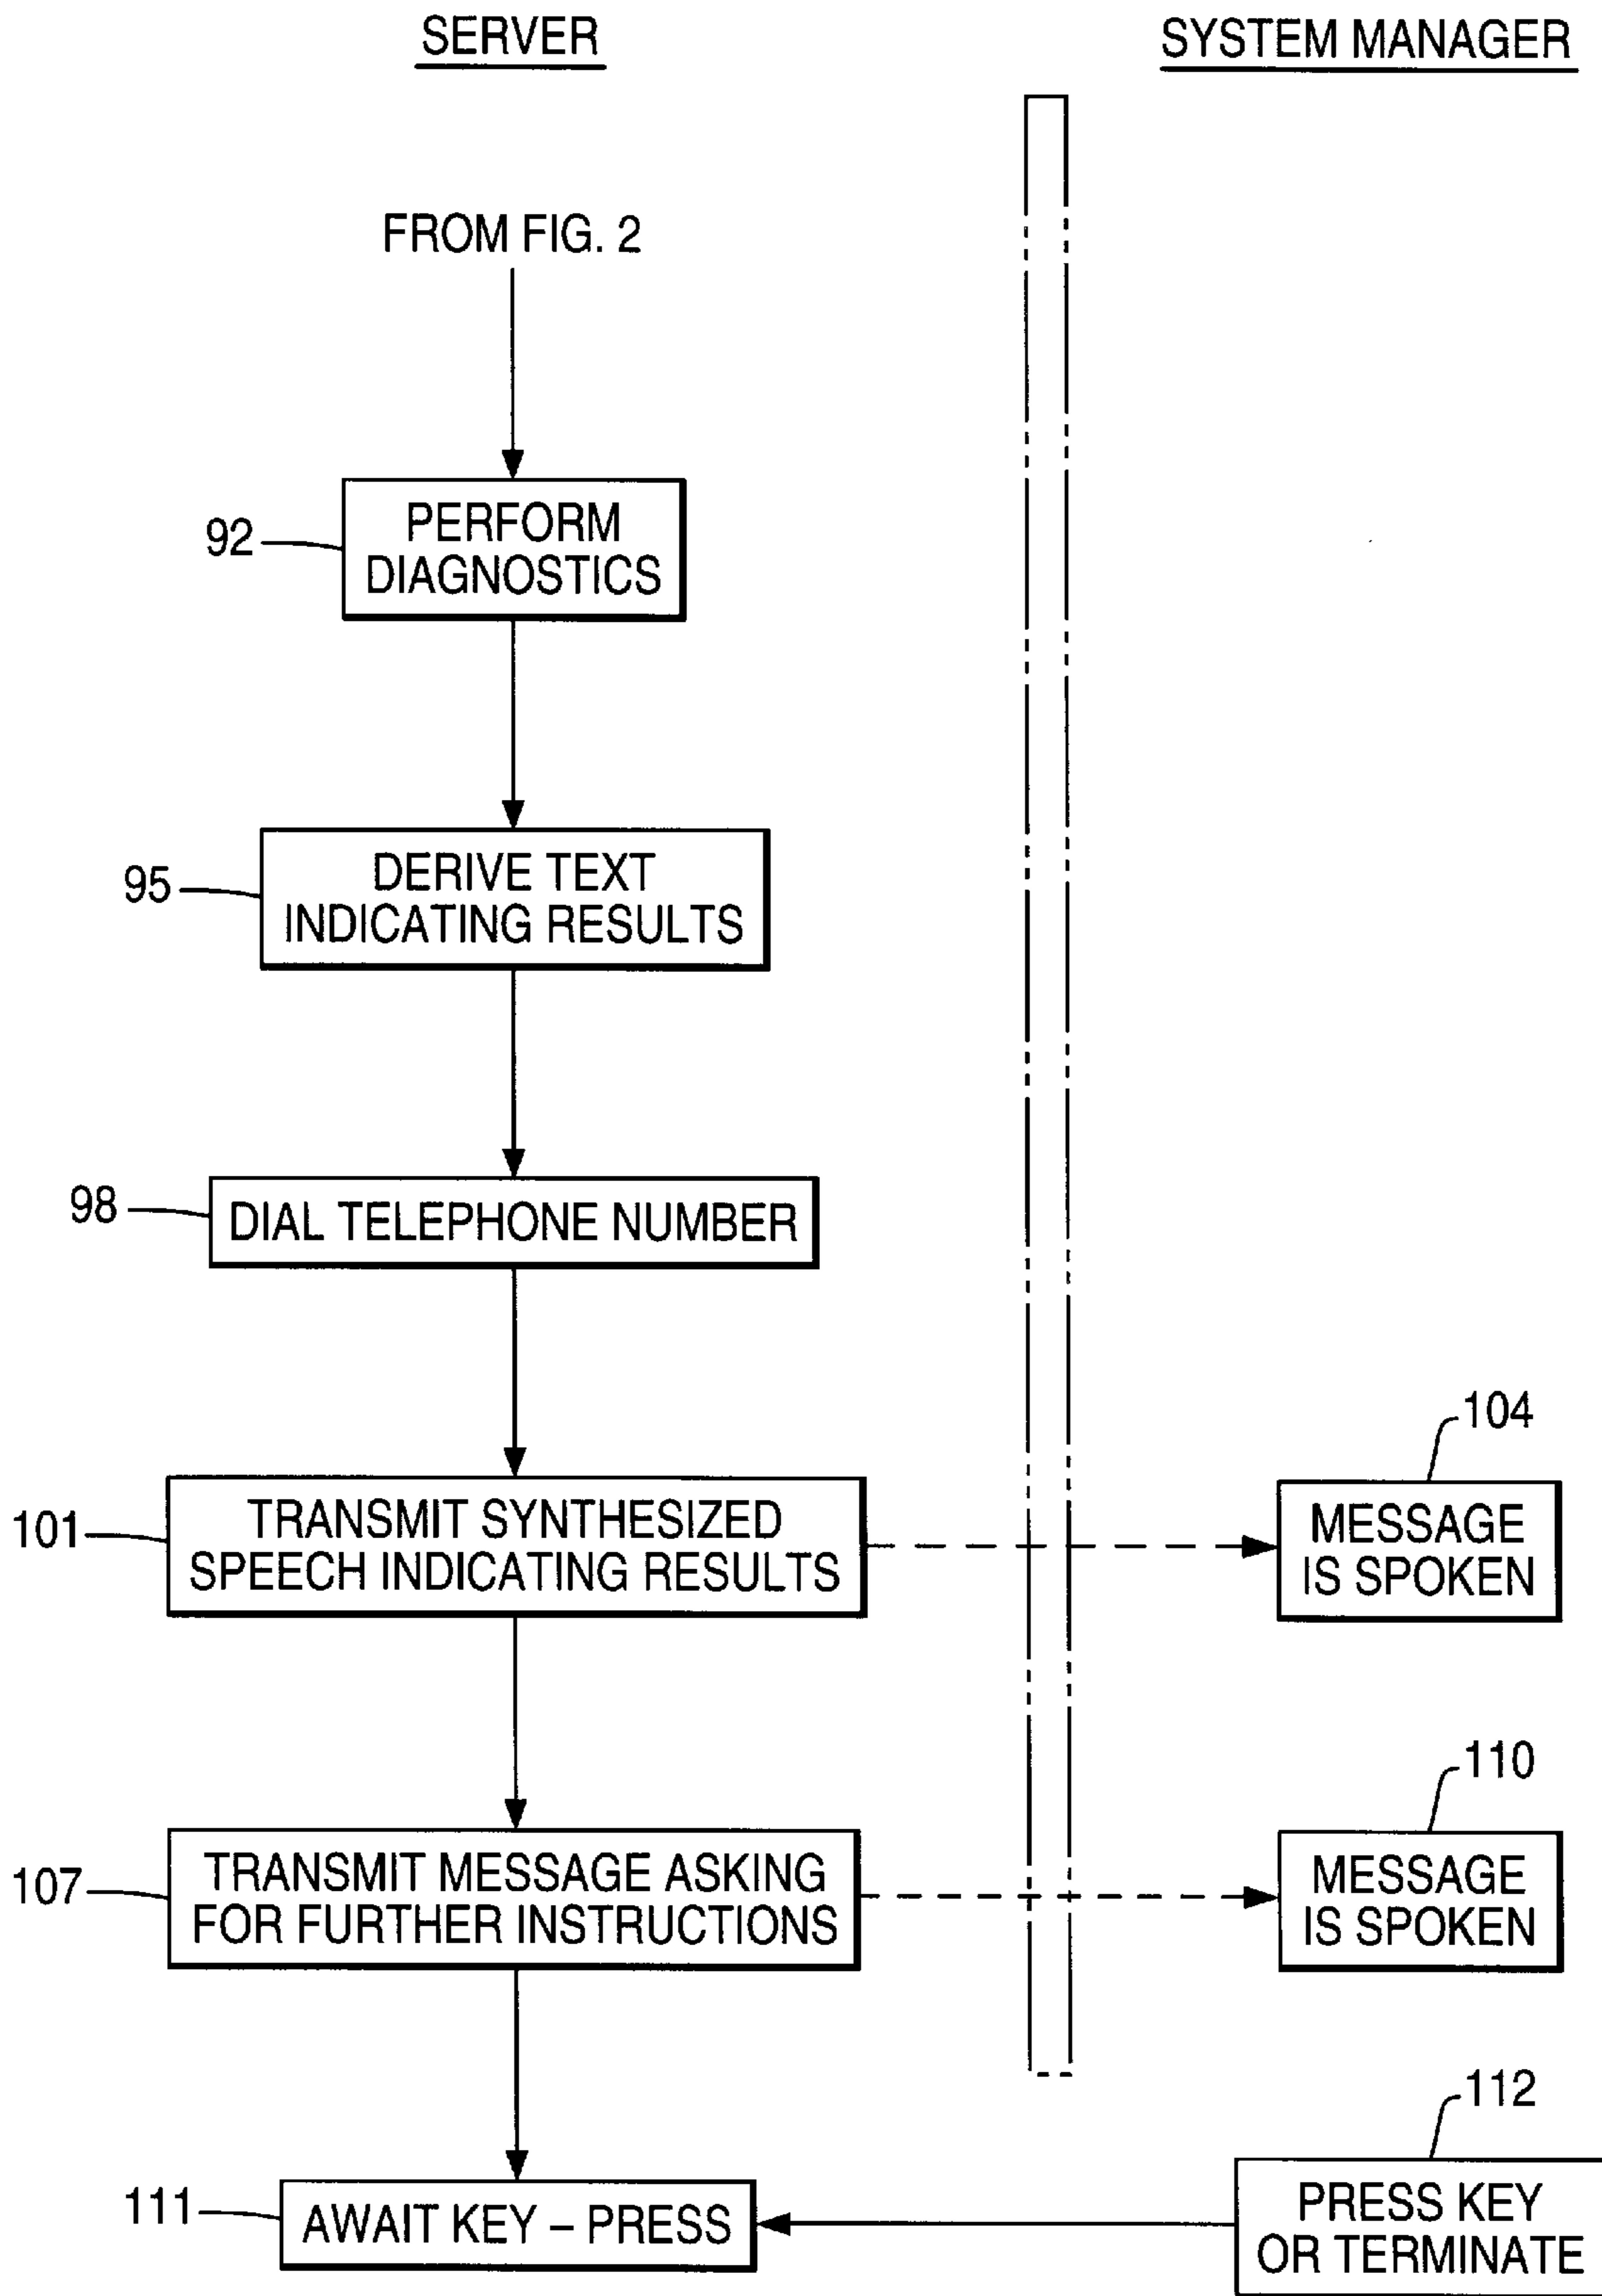 SERVER
SYSTEM MANAGER
FROM FIG. 2
92
PERFORM
DIAGNOSTICS
95
DERIVE TEXT
INDICATING RESULTS
98
DIAL TELEPHONE NUMBER
104
101
TRANSMIT SYNTHESIZED
SPEECH INDICATING RESULTS
MESSAGE
IS SPOKEN
110
107
TRANSMIT MESSAGE ASKING
FOR FURTHER INSTRUCTIONS
MESSAGE
IS SPOKEN
112
111
AWAIT KEY – PRESS
PRESS KEY
OR TERMINATE